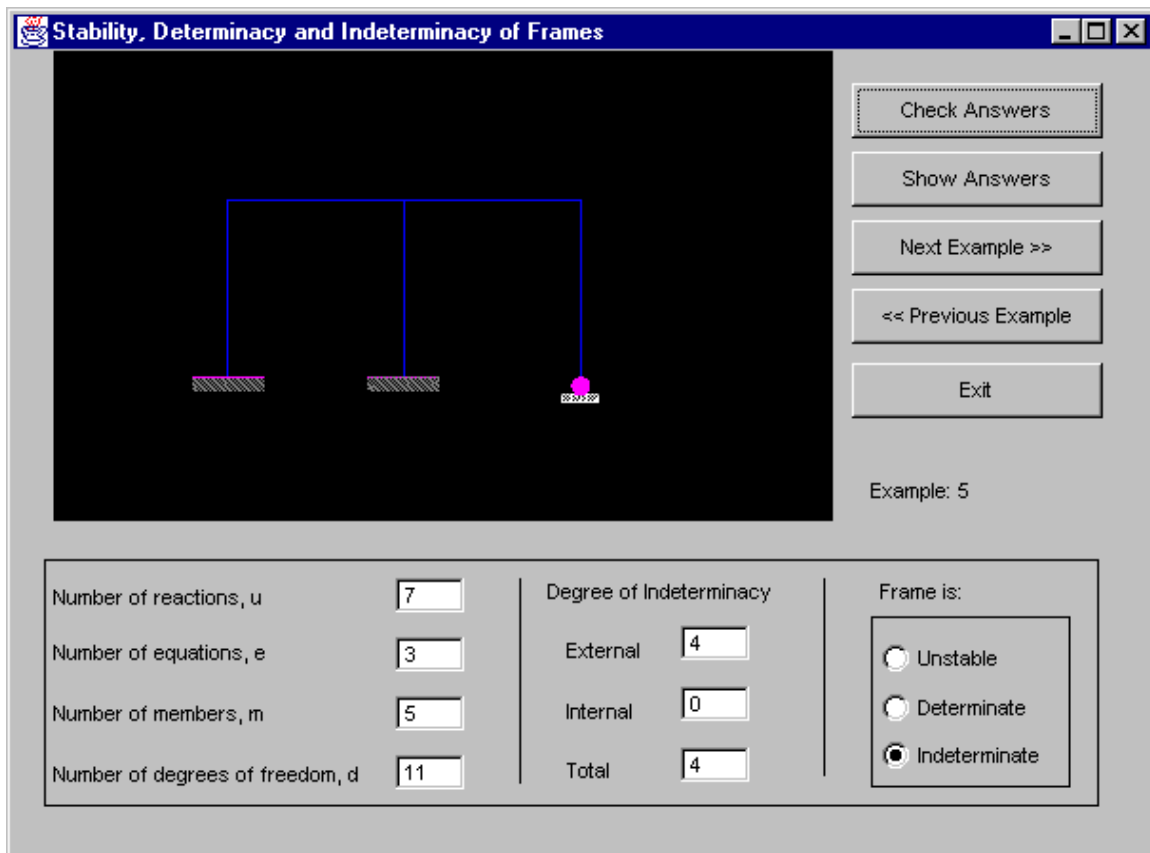 Stability, Determinacy and Indeterminacy of Frames
Check Answers
Show Answers
Next Example >>
<< Previous Example
Exit
Example: 5
Number of reactions, u 7
Number of equations, e 3
Number of members, m 5
Number of degrees of freedom, d 11
Degree of Indeterminacy
External 4
Internal 0
Total 4
Frame is:
Unstable
Determinate
Indeterminate